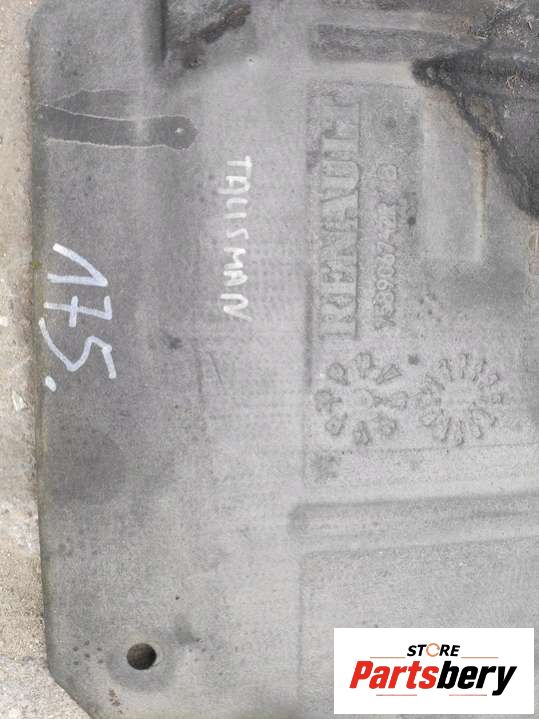 RENAULT
TALISMAN
175.
STORE
Partsbery